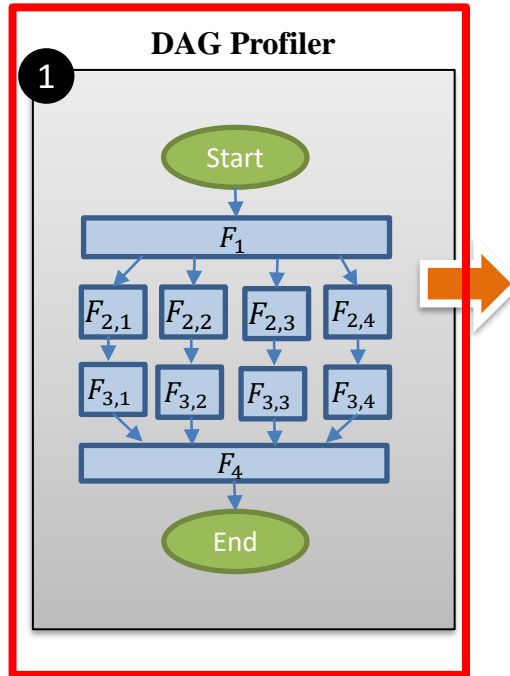 DAG Profiler
1
Start
F₁
F₂,₁ F₂,₂ F₂,₃ F₂,₄
F₃,₁ F₃,₂ F₃,₃ F₃,₄
F₄
End